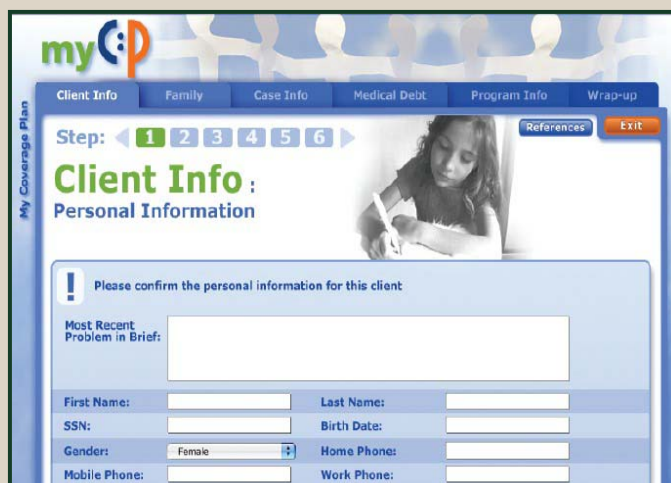 my C:P
Client Info Family Case Info Medical Debt Program Info Wrap-up
My Coverage Plan
Step: 1 2 3 4 5 6
References Exit
Client Info :
Personal Information
! Please confirm the personal information for this client
Most Recent
Problem in Brief:
First Name: Last Name:
SSN: Birth Date:
Gender: Female Home Phone:
Mobile Phone: Work Phone: